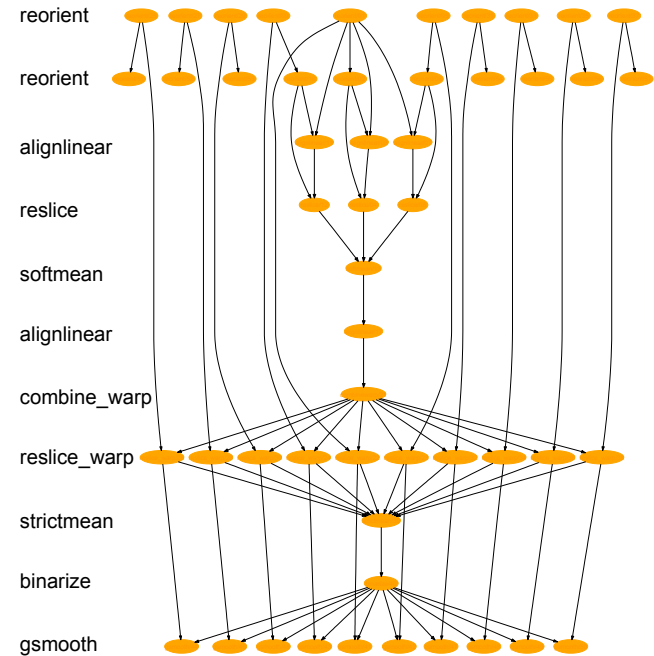 reorient
reorient
alignlinear
reslice
softmean
alignlinear
combine_warp
reslice_warp
strictmean
binarize
gsmooth